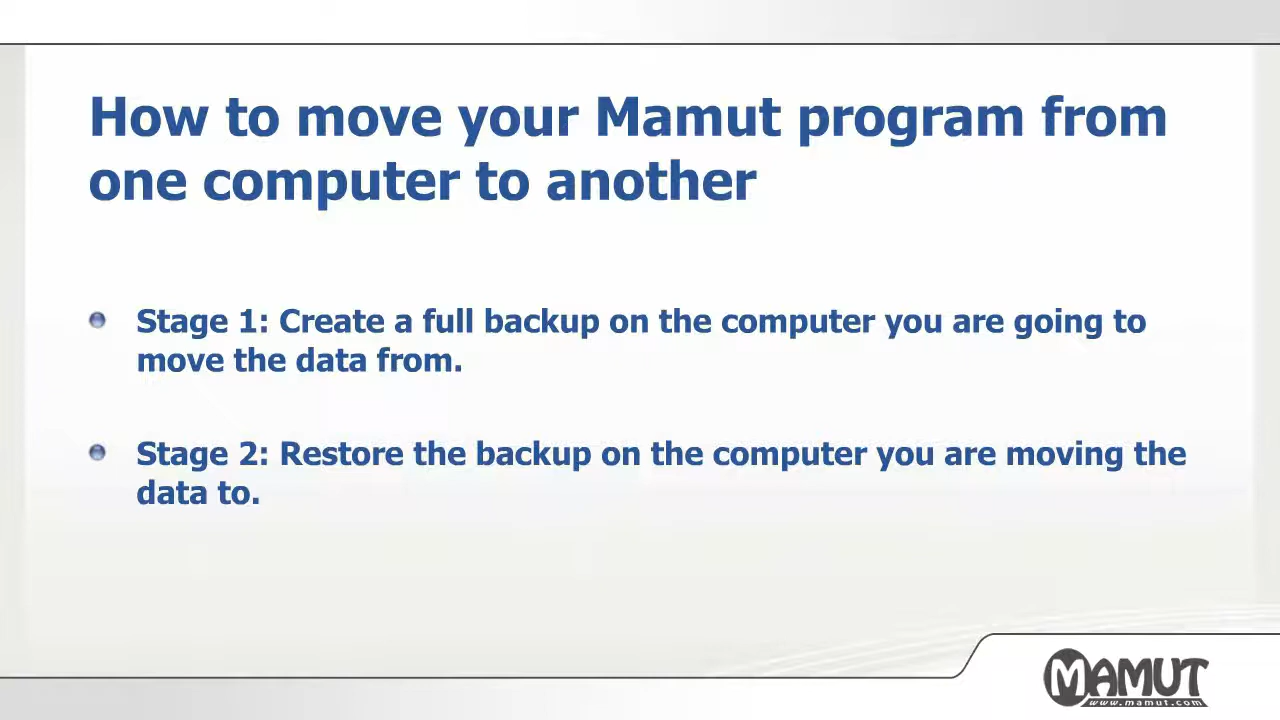 How to move your Mamut program from
one computer to another
Stage 1: Create a full backup on the computer you are going to
move the data from.
Stage 2: Restore the backup on the computer you are moving the
data to.
MAMUT
www.mamut.com